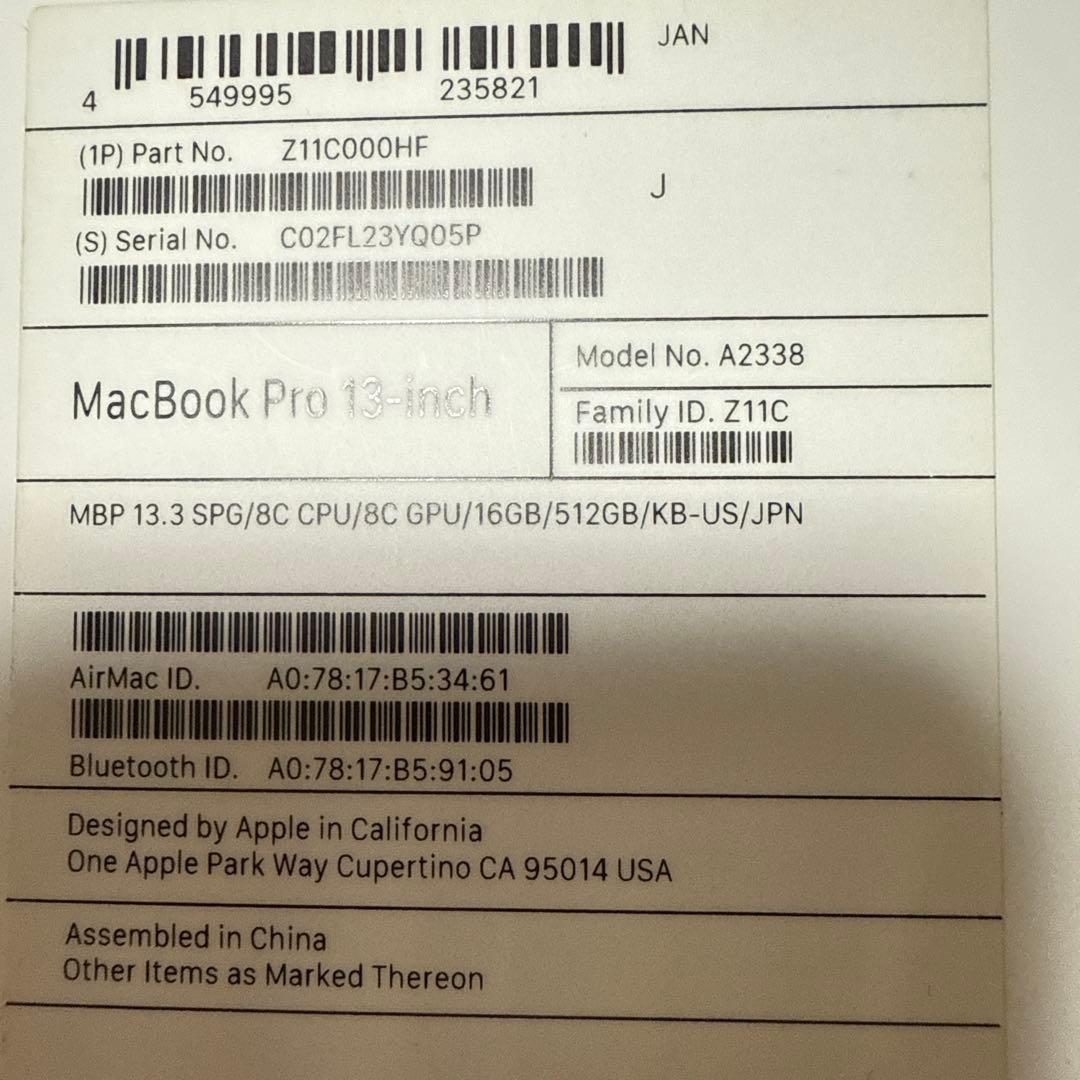 JAN
4 549995 235821
(1P) Part No. Z11C000HF
J
(S) Serial No. C02FL23YQ05P
MacBook Pro 13-inch
Model No. A2338
Family ID. Z11C
MBP 13.3 SPG/8C CPU/8C GPU/16GB/512GB/KB-US/JPN
AirMac ID. A0:78:17:B5:34:61
Bluetooth ID. A0:78:17:B5:91:05
Designed by Apple in California
One Apple Park Way Cupertino CA 95014 USA
Assembled in China
Other Items as Marked Thereon